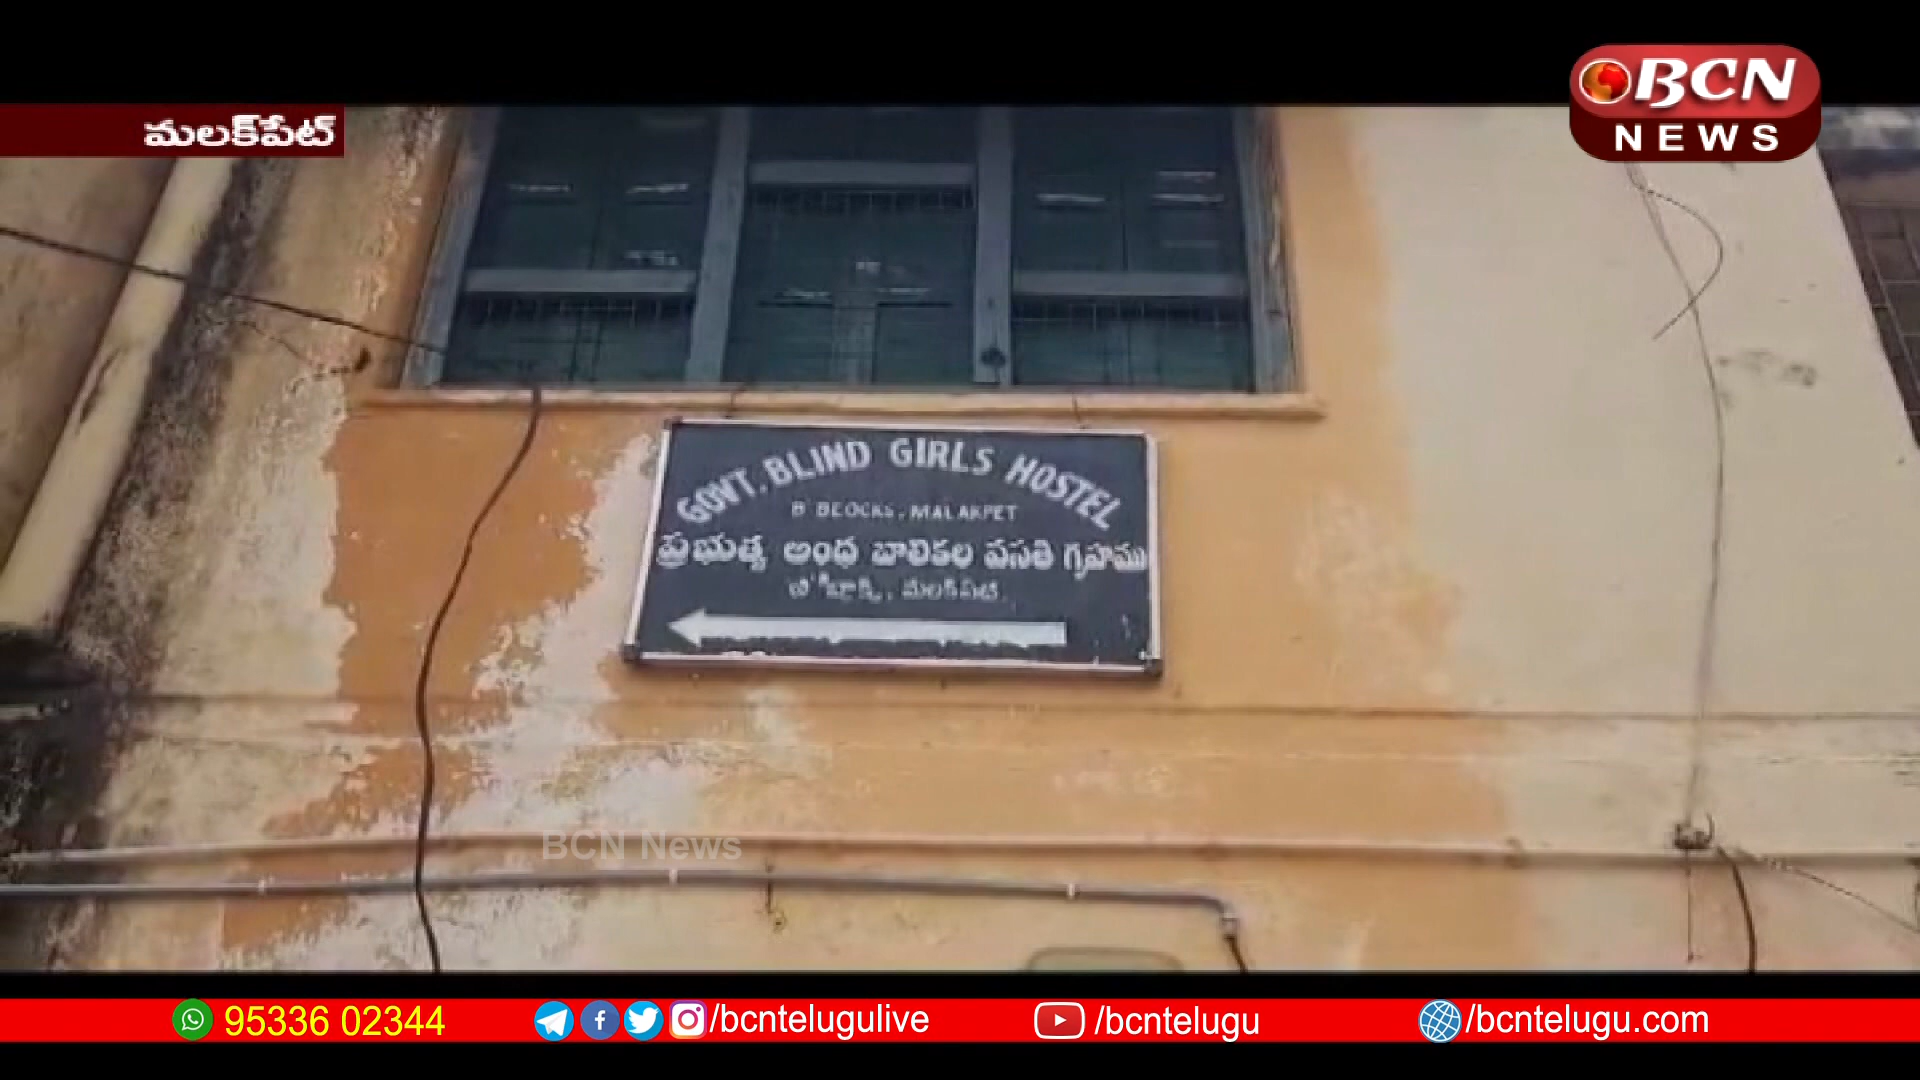 మలక్‌పేట్
BCN
NEWS
GOVT. BLIND GIRLS HOSTEL
B BLOCKS, MALAKPET
ప్రభుత్వ అంధ బాలికల వసతి గృహము
బి బ్లాక్స్, మలక్‌పేట.
BCN News
95336 02344
/bcntelugulive
/bcntelugu
/bcntelugu.com